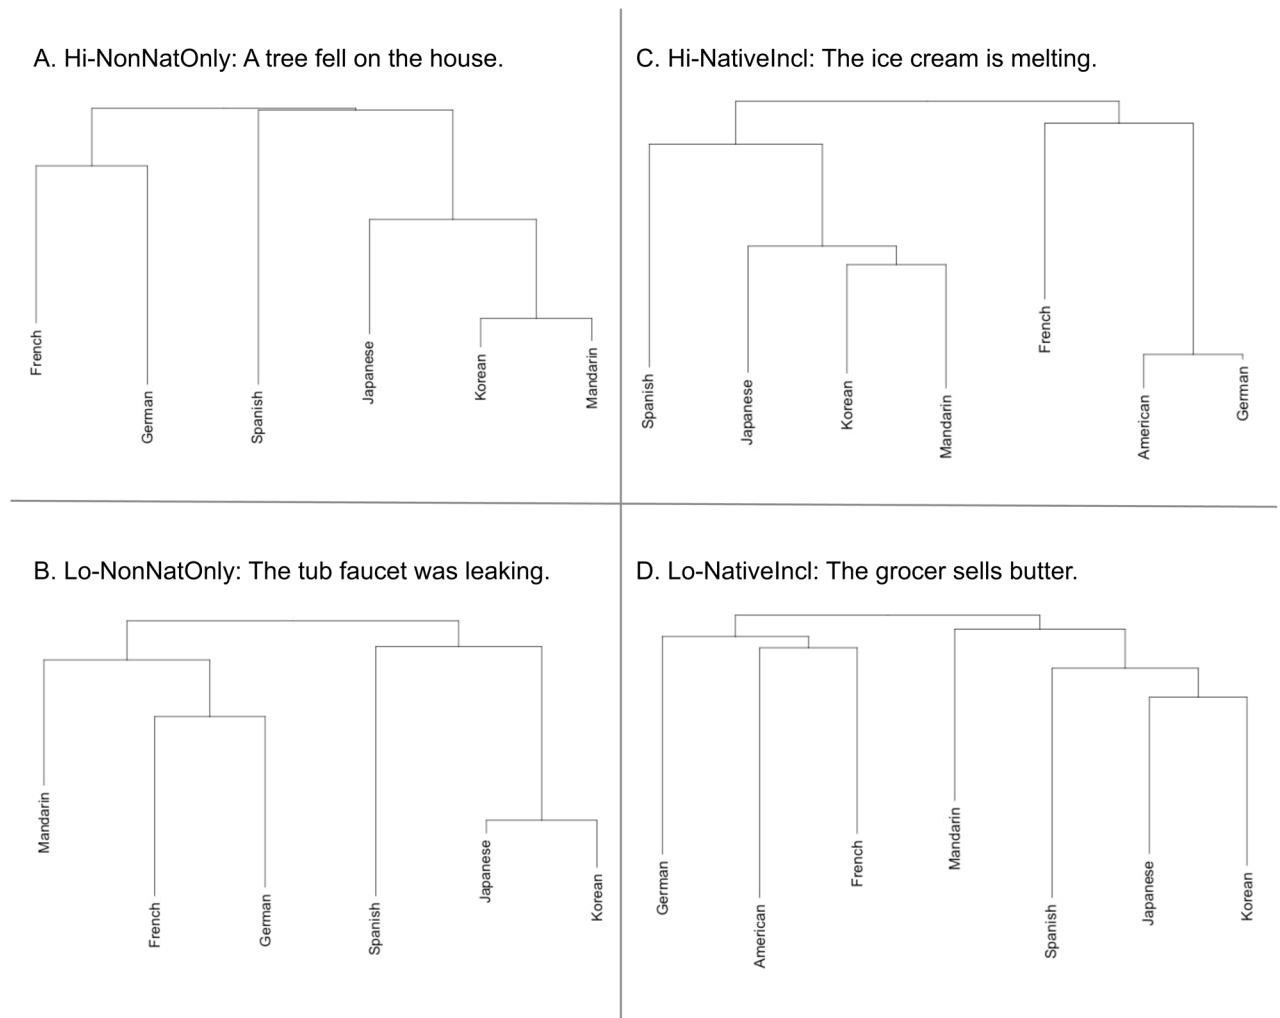 A. Hi-NonNatOnly: A tree fell on the house.
French
German
Spanish
Japanese
Korean
Mandarin
C. Hi-NativeIncl: The ice cream is melting.
Spanish
Japanese
Korean
Mandarin
French
American
German
B. Lo-NonNatOnly: The tub faucet was leaking.
Mandarin
French
German
Spanish
Japanese
Korean
D. Lo-NativeIncl: The grocer sells butter.
German
American
French
Mandarin
Spanish
Japanese
Korean